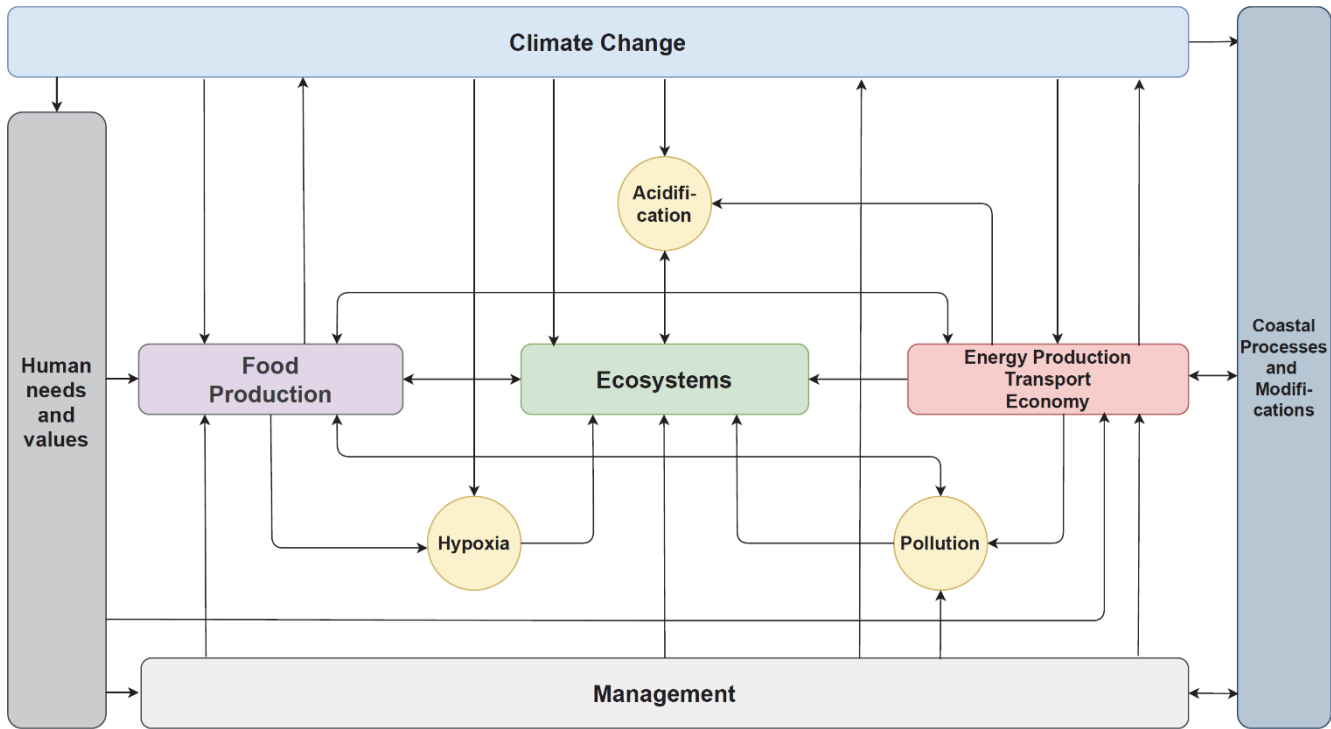 Climate Change
Acidifi-
cation
Human
needs
and
values
Food
Production
Ecosystems
Energy Production
Transport
Economy
Coastal
Processes
and
Modifi-
cations
Hypoxia
Pollution
Management